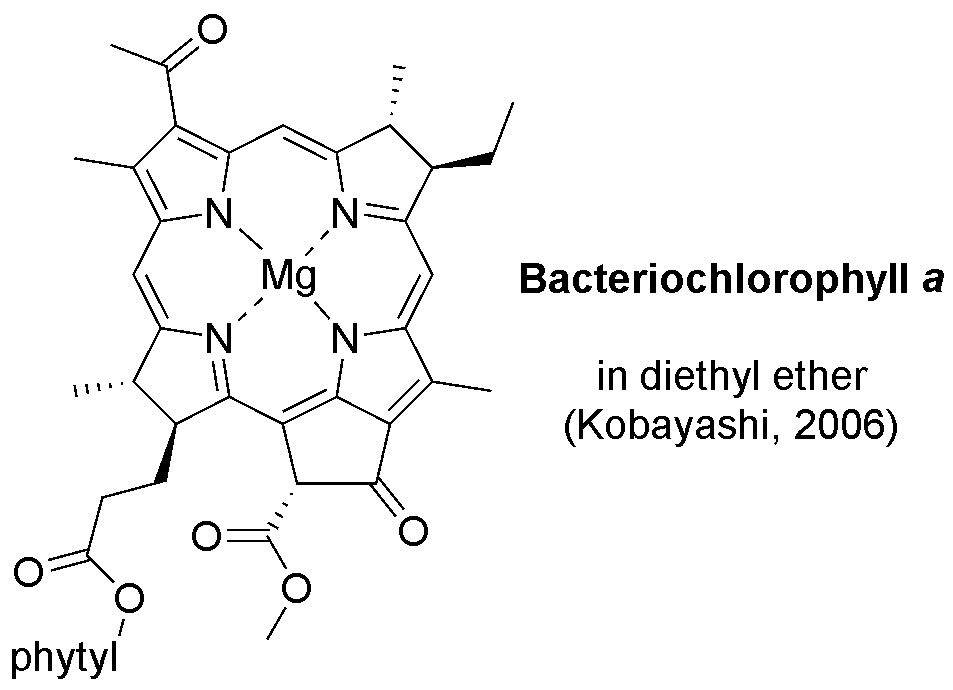 O
N
N
Mg
Bacteriochlorophyll a
N
N
in diethyl ether
(Kobayashi, 2006)
O
O
O
O
O
phytyl